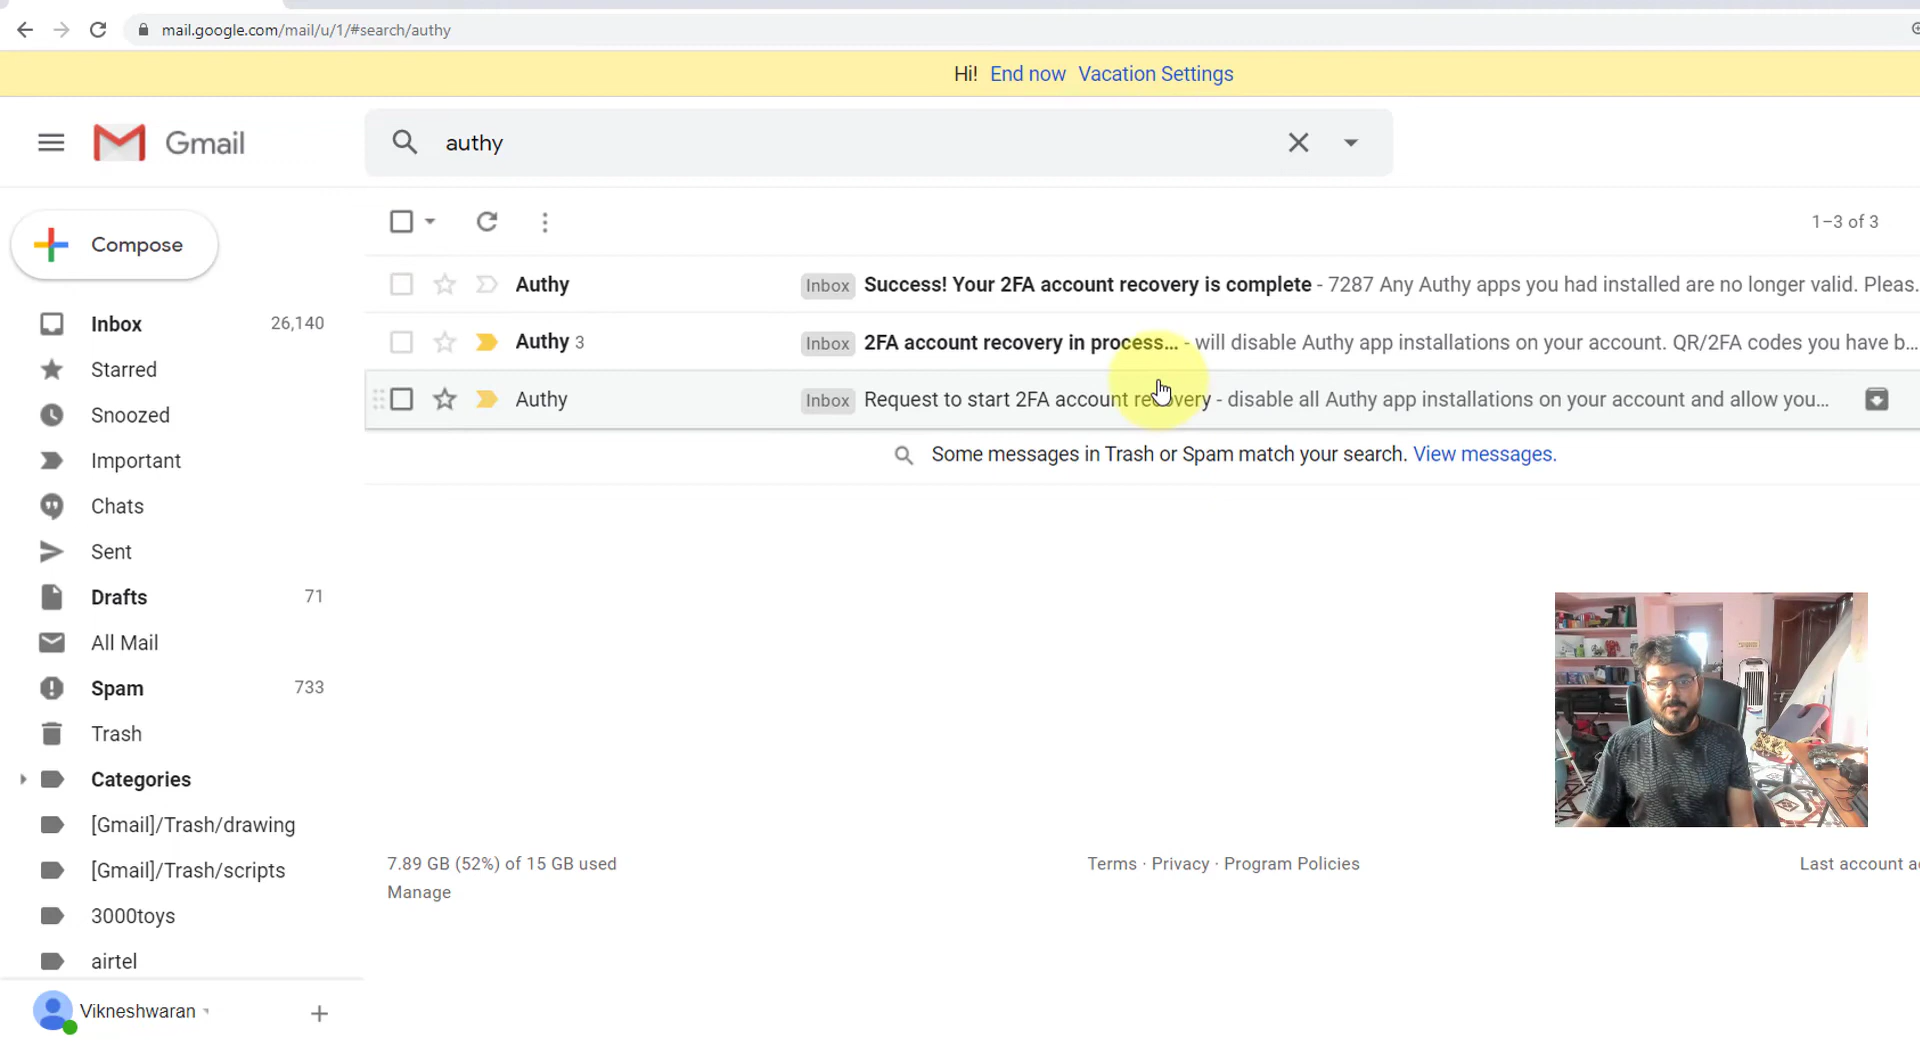 mail.google.com/mail/u/1/#search/authy
Hi! End now Vacation Settings
Gmail
authy
1–3 of 3
Compose
Authy Inbox Success! Your 2FA account recovery is complete - 7287 Any Authy apps you had installed are no longer valid. Pleas...
Authy 3 Inbox 2FA account recovery in process... - will disable Authy app installations on your account. QR/2FA codes you have b...
Authy Inbox Request to start 2FA account recovery - disable all Authy app installations on your account and allow you...
Some messages in Trash or Spam match your search. View messages.
Inbox 26,140
Starred
Snoozed
Important
Chats
Sent
Drafts 71
All Mail
Spam 733
Trash
Categories
[Gmail]/Trash/drawing
[Gmail]/Trash/scripts
3000toys
airtel
7.89 GB (52%) of 15 GB used
Manage
Terms · Privacy · Program Policies
Last account
Vikneshwaran